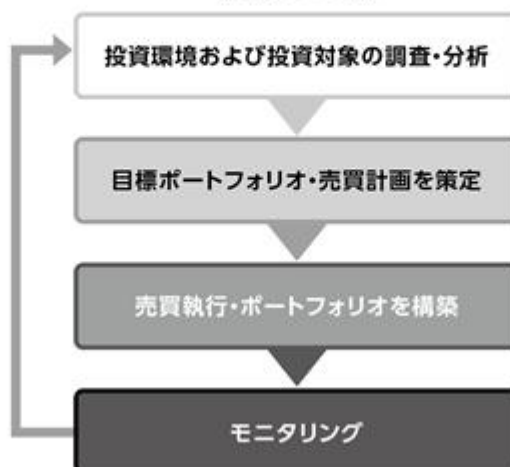 投資環境および投資対象の調査・分析
目標ポートフォリオ・売買計画を策定
売買執行・ポートフォリオを構築
モニタリング